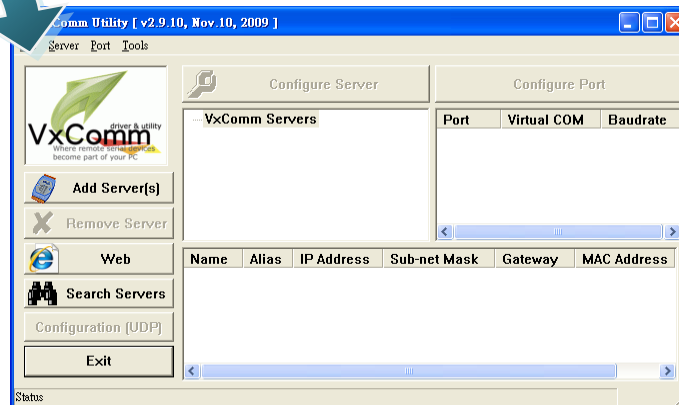 Comm Utility [ v2.9.10, Nov.10, 2009 ]
Server Port Tools
Configure Server
Configure Port
VxComm
driver & utility
Where remote serial devices
become part of your PC
VxComm Servers
Port Virtual COM Baudrate
Add Server(s)
Remove Server
Web
Search Servers
Configuration (UDP)
Exit
Name Alias IP Address Sub-net Mask Gateway MAC Address
Status